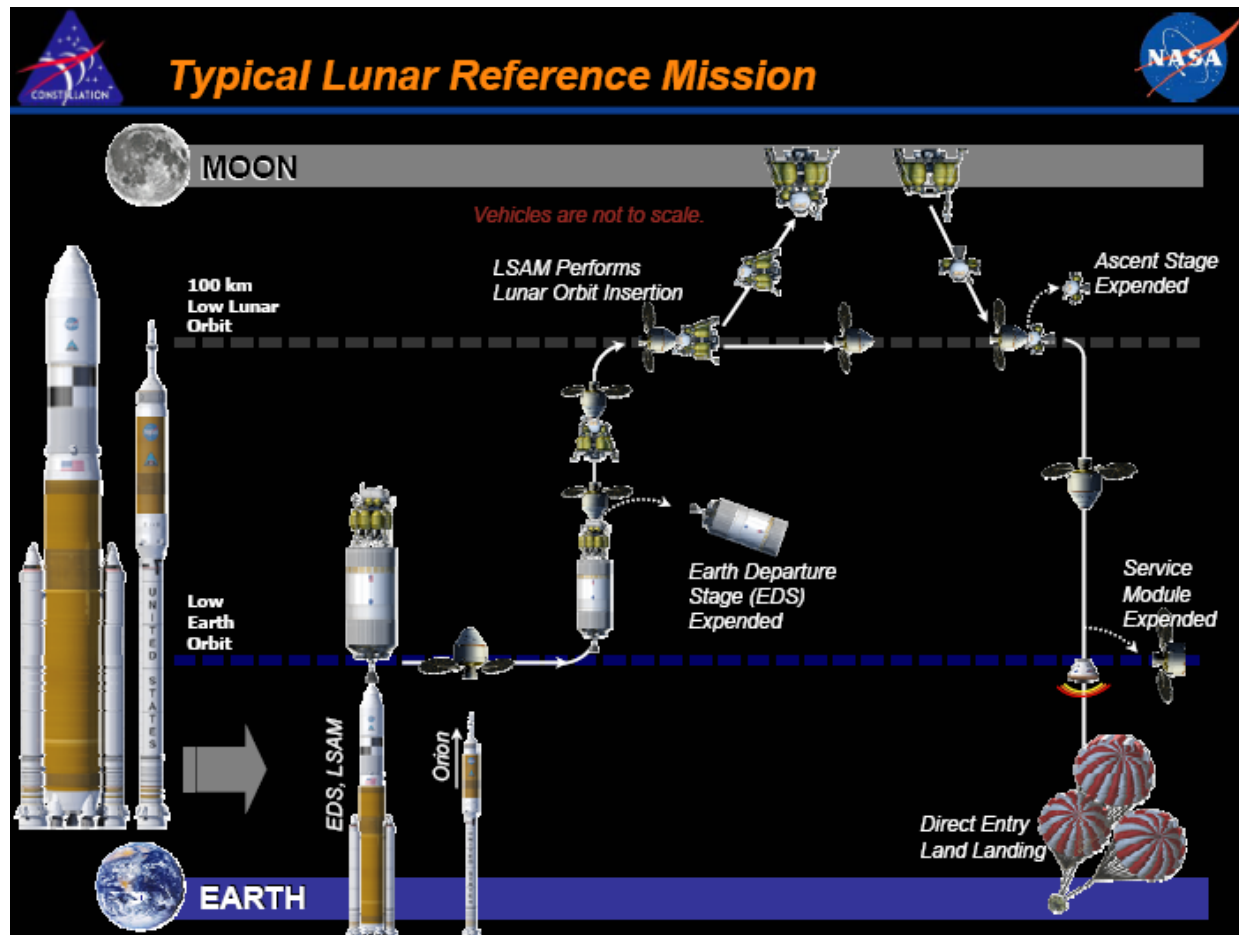 CONSTELLATION
Typical Lunar Reference Mission
NASA
MOON
Vehicles are not to scale.
LSAM Performs
Lunar Orbit Insertion
Ascent Stage
Expended
100 km
Low Lunar
Orbit
Earth Departure
Stage (EDS)
Expended
Service
Module
Expended
Low
Earth
Orbit
UNITED STATES
EDS, LSAM
Orion
Direct Entry
Land Landing
EARTH